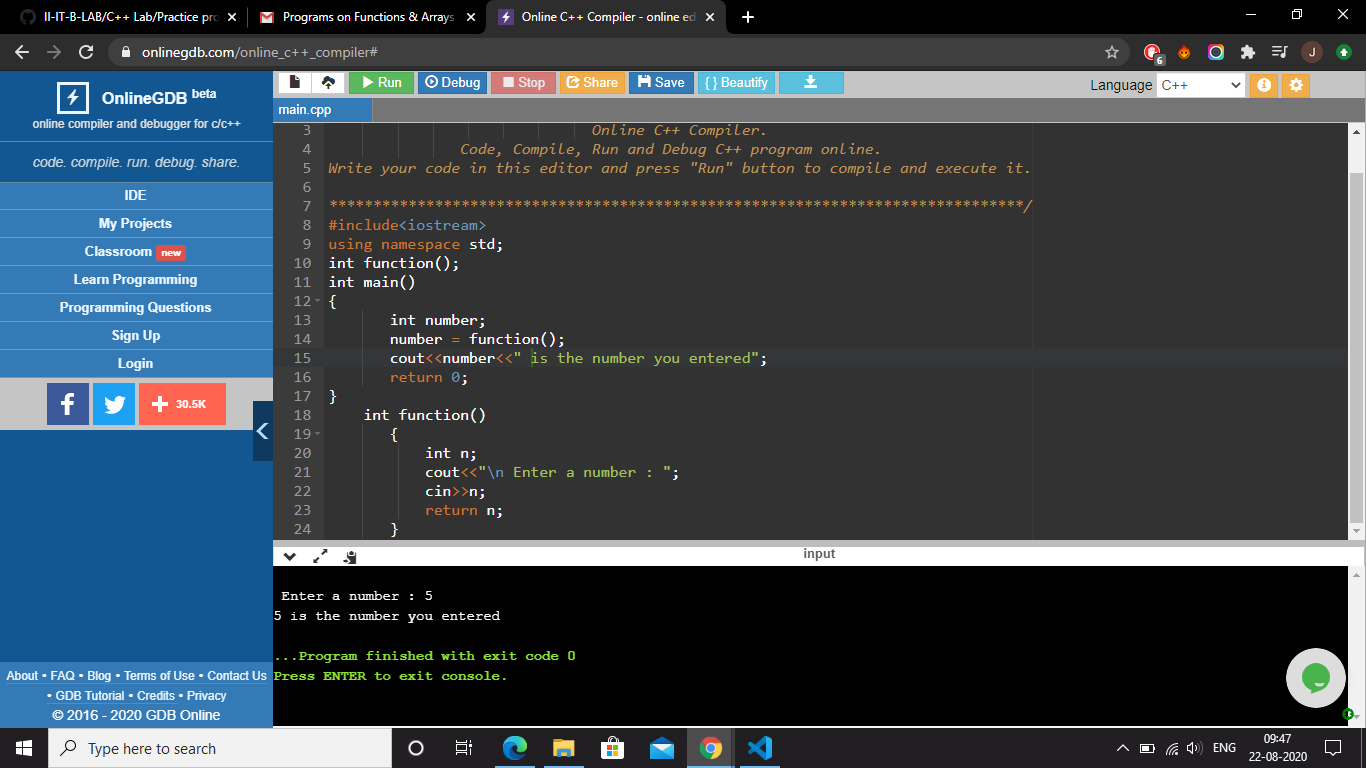 II-IT-B-LAB/C++ Lab/Practice pro
Programs on Functions & Arrays
Online C++ Compiler - online ed
onlinegdb.com/online_c++_compiler#
6
J
OnlineGDB beta
online compiler and debugger for c/c++
code. compile. run. debug. share.
IDE
My Projects
Classroom new
Learn Programming
Programming Questions
Sign Up
Login
30.5K
About • FAQ • Blog • Terms of Use • Contact Us
• GDB Tutorial • Credits • Privacy
© 2016 - 2020 GDB Online
Run
Debug
Stop
Share
Save
{ } Beautify
Language C++
main.cpp
3 Online C++ Compiler.
4 Code, Compile, Run and Debug C++ program online.
5 Write your code in this editor and press "Run" button to compile and execute it.
6
7 *******************************************************************************/
8 #include<iostream>
9 using namespace std;
10 int function();
11 int main()
12 {
13 int number;
14 number = function();
15 cout<<number<<" is the number you entered";
16 return 0;
17 }
18 int function()
19 {
20 int n;
21 cout<<"\n Enter a number : ";
22 cin>>n;
23 return n;
24 }
input
Enter a number : 5
5 is the number you entered
...Program finished with exit code 0
Press ENTER to exit console.
Type here to search
ENG
09:47
22-08-2020